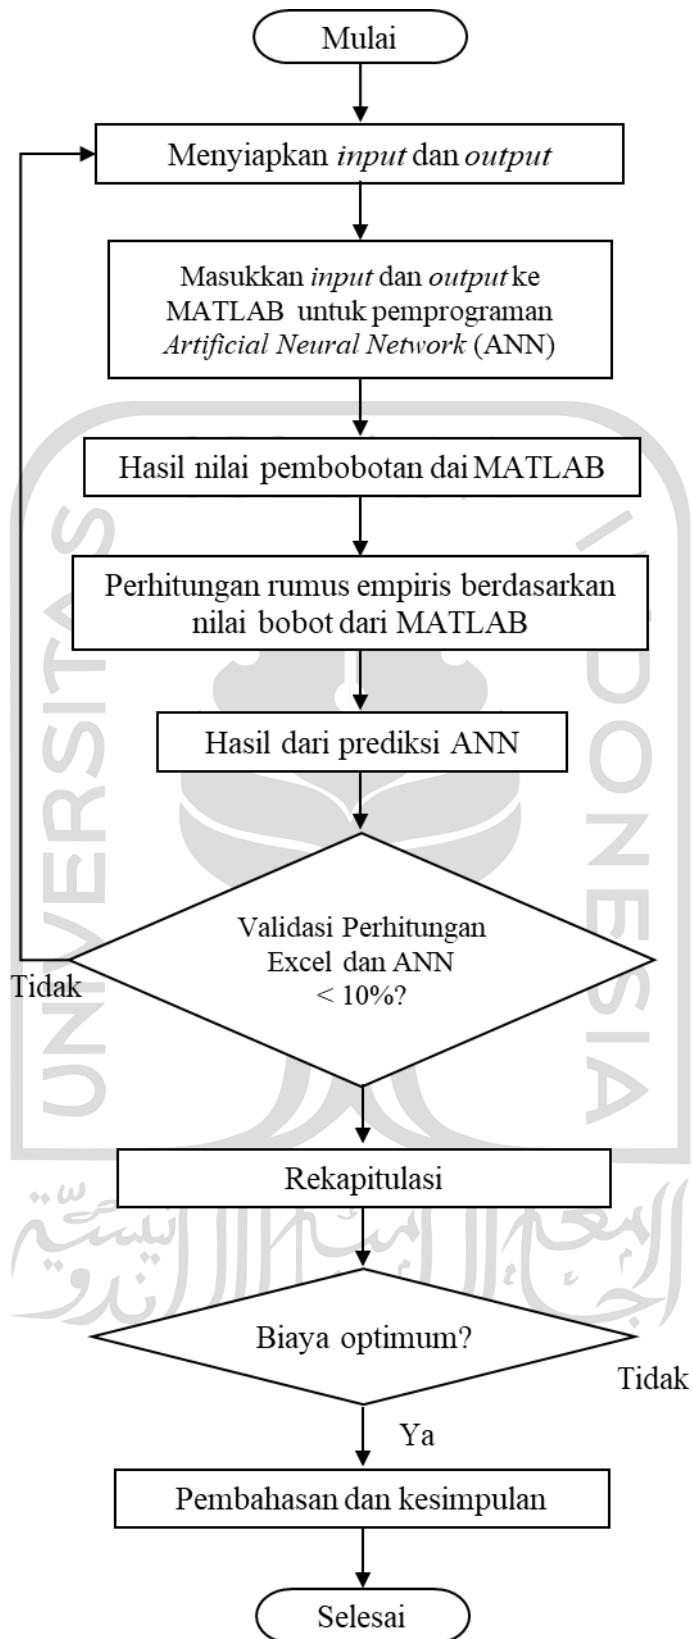 Mulai
Menyiapkan input dan output
Masukkan input dan output ke
MATLAB untuk pemprograman
Artificial Neural Network (ANN)
Hasil nilai pembobotan dai MATLAB
Perhitungan rumus empiris berdasarkan
nilai bobot dari MATLAB
Hasil dari prediksi ANN
Validasi Perhitungan
Excel dan ANN
< 10%?
Tidak
Rekapitulasi
Biaya optimum?
Tidak
Ya
Pembahasan dan kesimpulan
Selesai
UNIVERSITAS
INDONESIA